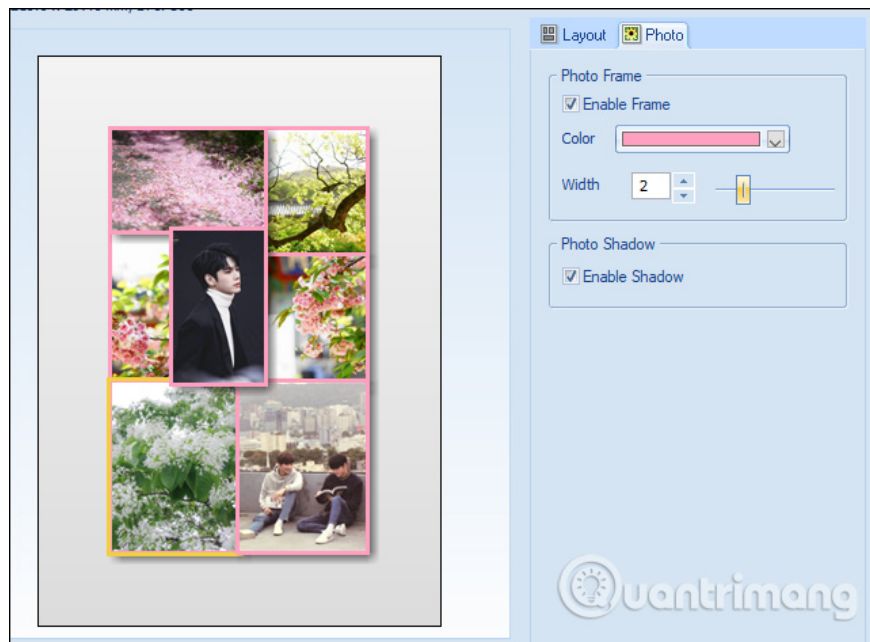 Layout
Photo
Photo Frame
Enable Frame
Color
Width
2
Photo Shadow
Enable Shadow
Quantrimang